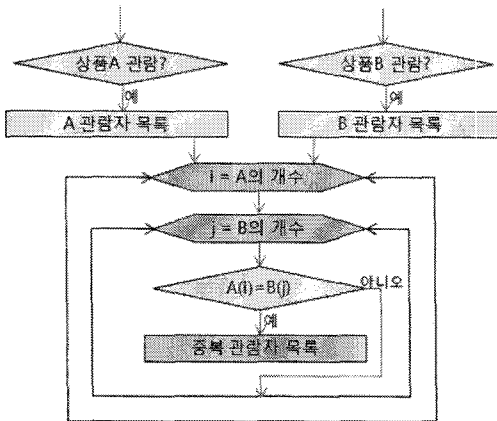 상품A 관람?
상품B 관람?
예
예
A 관람자 목록
B 관람자 목록
i = A의 개수
j = B의 개수
A(i)=B(j)
아니오
예
중복 관람자 목록